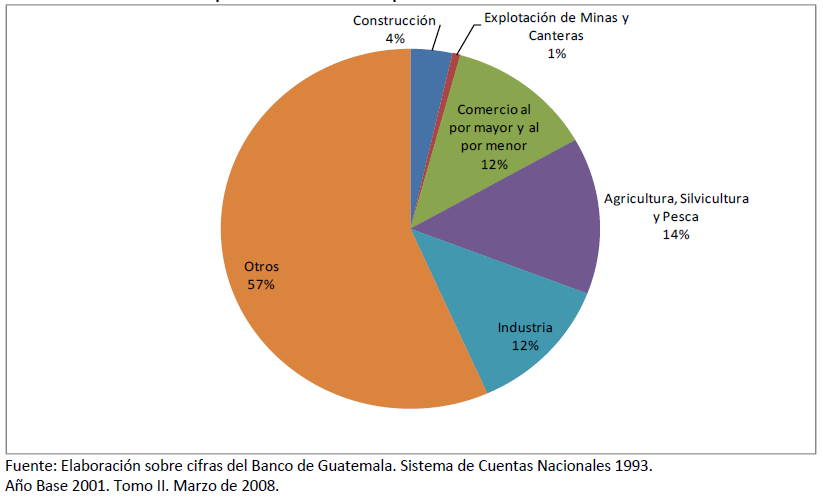 Construcción
4%
Explotación de Minas y
Canteras
1%
Comercio al
por mayor y al
por menor
12%
Agricultura, Silvicultura
y Pesca
14%
Industria
12%
Otros
57%
Fuente: Elaboración sobre cifras del Banco de Guatemala. Sistema de Cuentas Nacionales 1993.
Año Base 2001. Tomo II. Marzo de 2008.